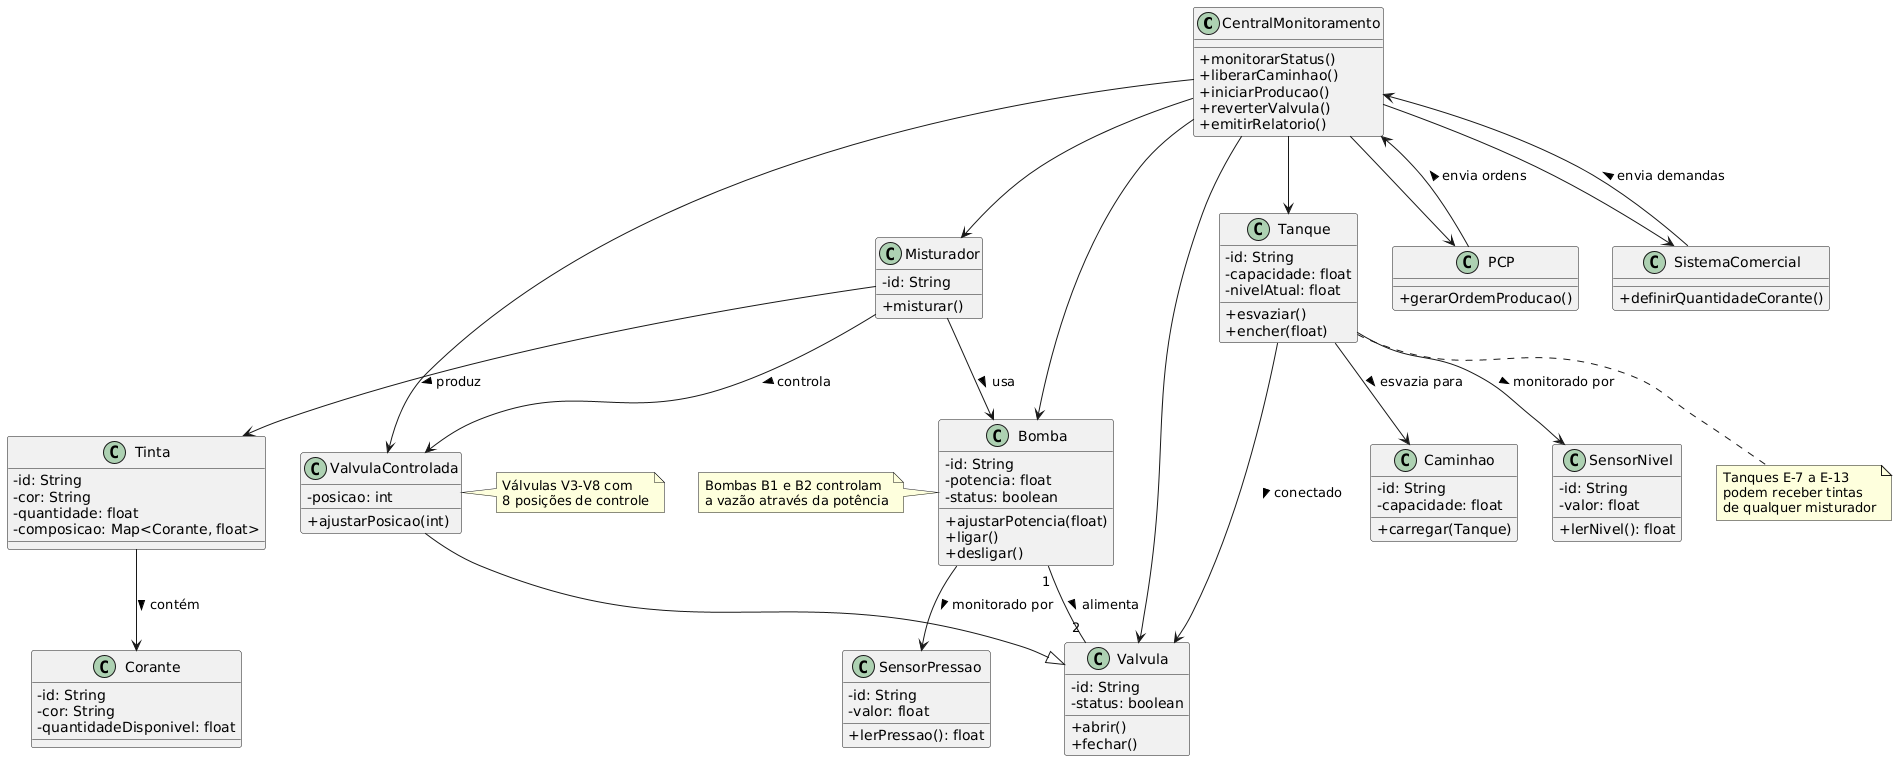 C CentralMonitoramento
+monitorarStatus()
+liberarCaminhao()
+iniciarProducao()
+reverterValvula()
+emitirRelatorio()
envia ordens
envia demandas
C Misturador
-id: String
+misturar()
C Tanque
-id: String
-capacidade: float
-nivelAtual: float
+esvaziar()
+encher(float)
C PCP
+gerarOrdemProducao()
C SistemaComercial
+definirQuantidadeCorante()
produz
controla
usa
esvazia para
monitorado por
C Tinta
-id: String
-cor: String
-quantidade: float
-composicao: Map<Corante, float>
C ValvulaControlada
-posicao: int
+ajustarPosicao(int)
Válvulas V3-V8 com
8 posições de controle
Bombas B1 e B2 controlam
a vazão através da potência
C Bomba
-id: String
-potencia: float
-status: boolean
+ajustarPotencia(float)
+ligar()
+desligar()
conectado
C Caminhao
-id: String
-capacidade: float
+carregar(Tanque)
C SensorNivel
-id: String
-valor: float
+lerNivel(): float
Tanques E-7 a E-13
podem receber tintas
de qualquer misturador
contém
monitorado por
1
alimenta
2
C Corante
-id: String
-cor: String
-quantidadeDisponivel: float
C SensorPressao
-id: String
-valor: float
+lerPressao(): float
C Valvula
-id: String
-status: boolean
+abrir()
+fechar()